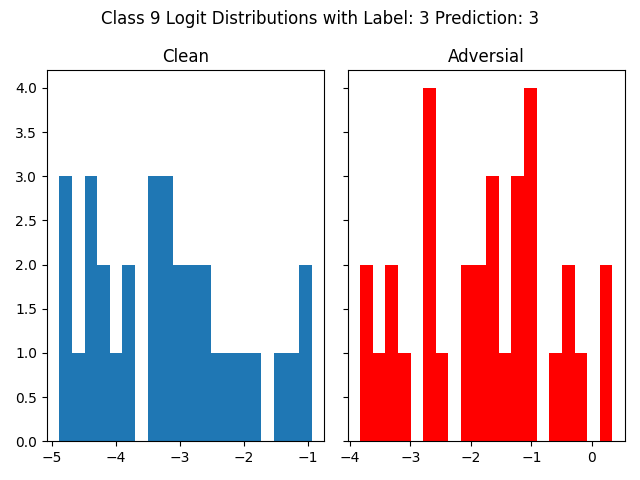 Class 9 Logit Distributions with Label: 3 Prediction: 3
Clean
Adversial
4.0
3.5
3.0
2.5
2.0
1.5
1.0
0.5
0.0
−5 −4 −3 −2 −1
−4 −3 −2 −1 0